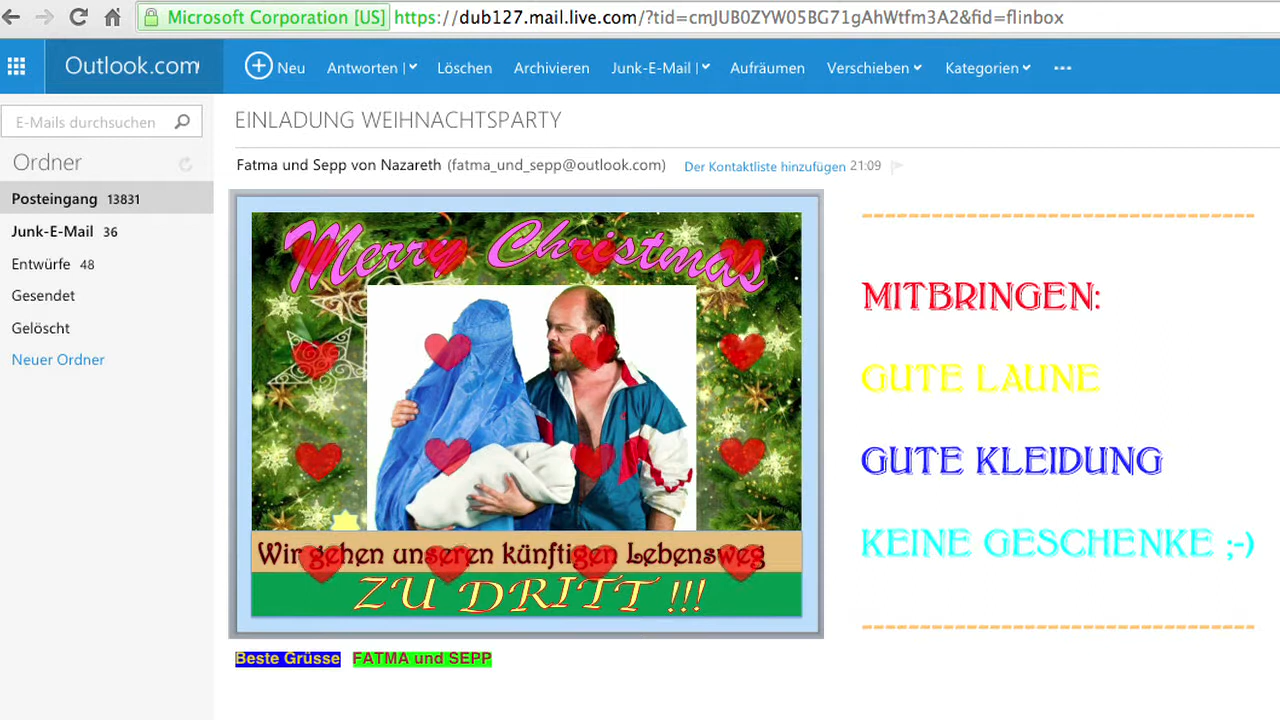 Microsoft Corporation [US] https://dub127.mail.live.com/?tid=cmJUB0ZYW05BG71gAhWtfm3A2&fid=flinbox
Outlook.com Neu Antworten | Löschen Archivieren Junk-E-Mail | Aufräumen Verschieben Kategorien ···
E-Mails durchsuchen
Ordner
Posteingang 13831
Junk-E-Mail 36
Entwürfe 48
Gesendet
Gelöscht
Neuer Ordner
EINLADUNG WEIHNACHTSPARTY
Fatma und Sepp von Nazareth (fatma_und_sepp@outlook.com) Der Kontaktliste hinzufügen 21:09
Merry Christmas
Wir gehen unseren künftigen Lebensweg
ZU DRITT !!!
Beste Grüsse FATMA und SEPP
---------------------------------
MITBRINGEN:
GUTE LAUNE
GUTE KLEIDUNG
KEINE GESCHENKE ;-)
---------------------------------